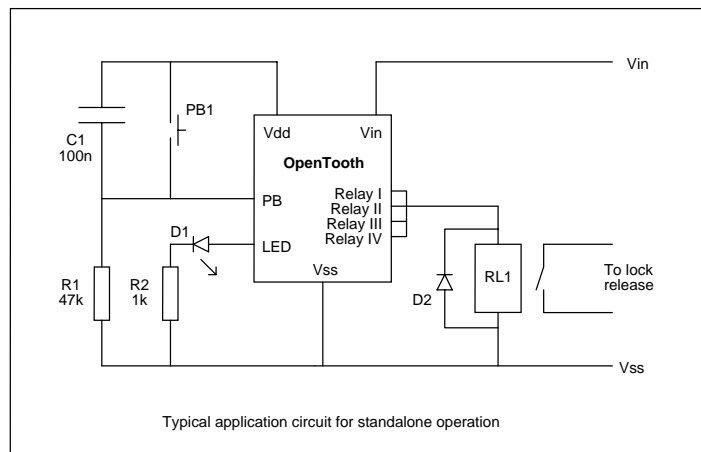 Vin
PB1
C1
100n
Vdd
Vin
OpenTooth
PB
Relay I
Relay II
Relay III
Relay IV
D1
LED
Vss
R1
47k
R2
1k
D2
RL1
To lock
release
Vss
Typical application circuit for standalone operation